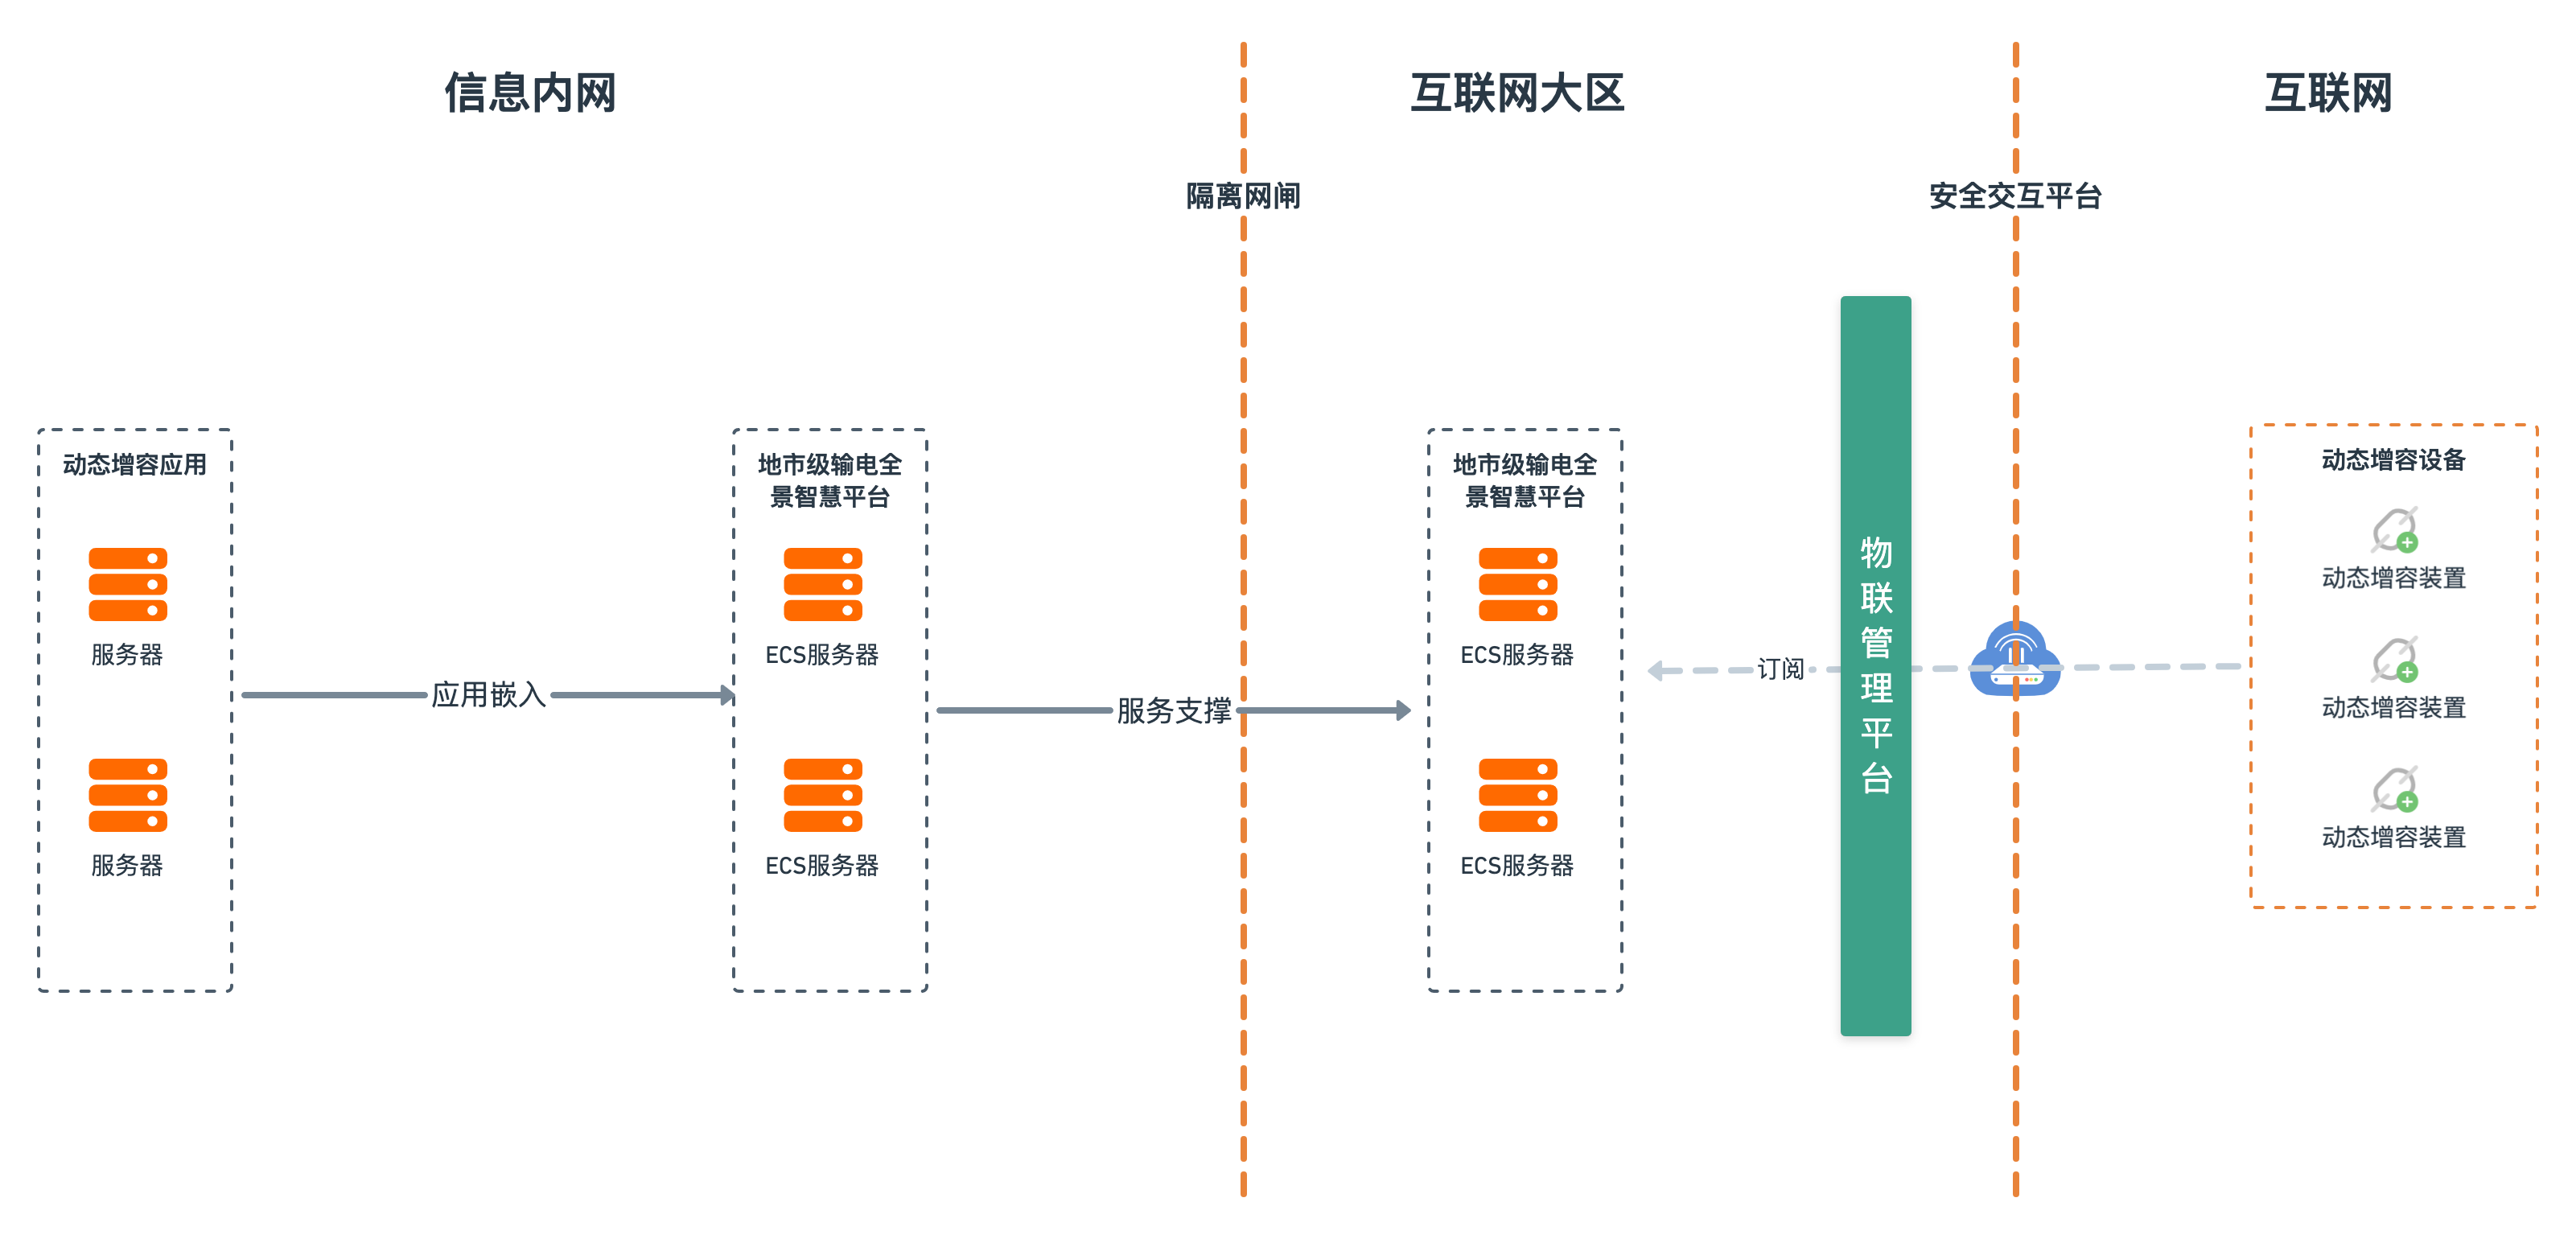 信息内网
互联网大区
互联网
隔离网闸
安全交互平台
动态增容应用
服务器
服务器
应用嵌入
地市级输电全
景智慧平台
ECS服务器
ECS服务器
服务支撑
地市级输电全
景智慧平台
ECS服务器
ECS服务器
订阅
物联管理平台
动态增容设备
动态增容装置
动态增容装置
动态增容装置